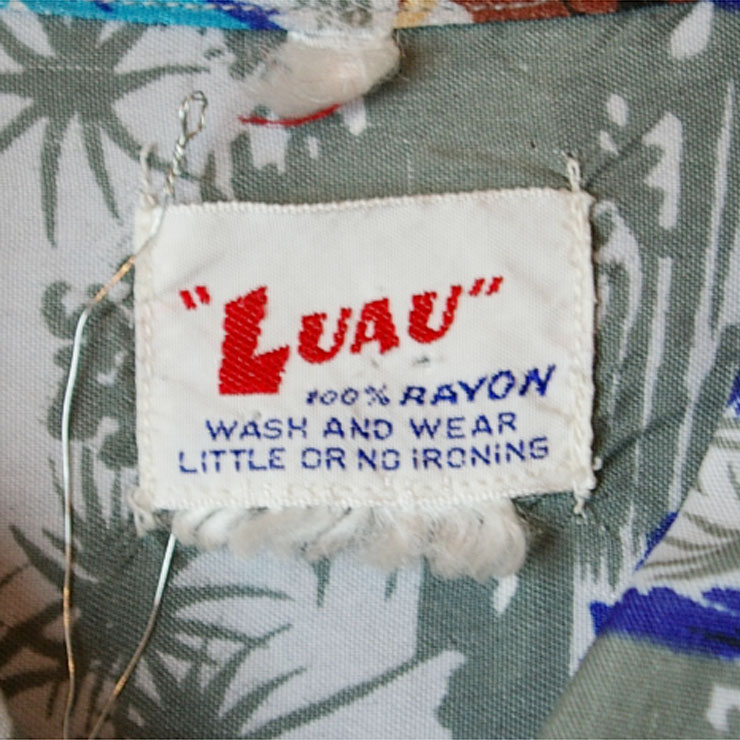 "LUAU"
100% RAYON
WASH AND WEAR
LITTLE OR NO iRONiNG